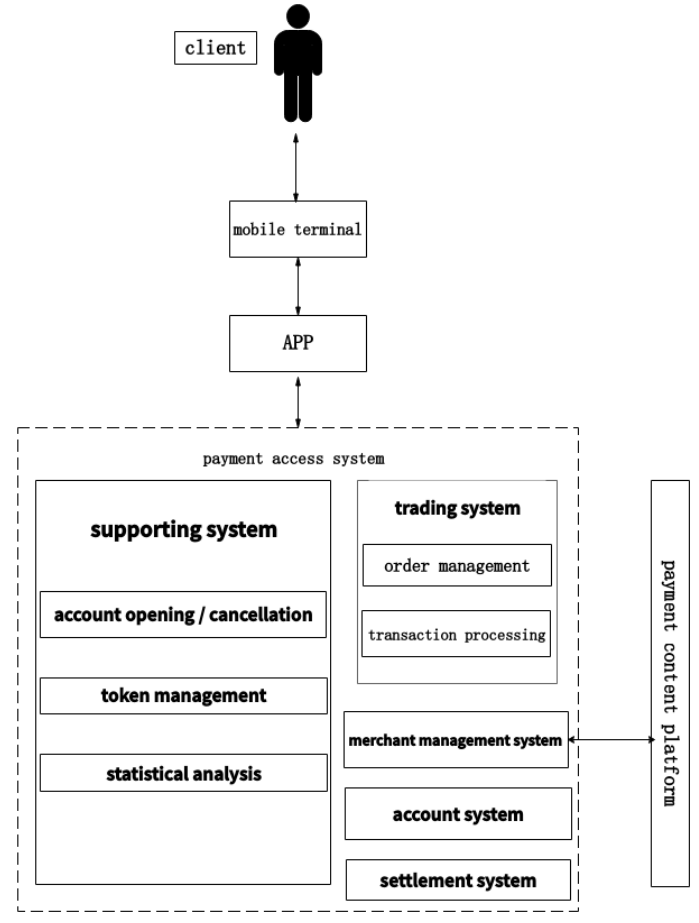 client
mobile terminal
APP
payment access system
supporting system
account opening / cancellation
token management
statistical analysis
trading system
order management
transaction processing
merchant management system
account system
settlement system
payment content platform